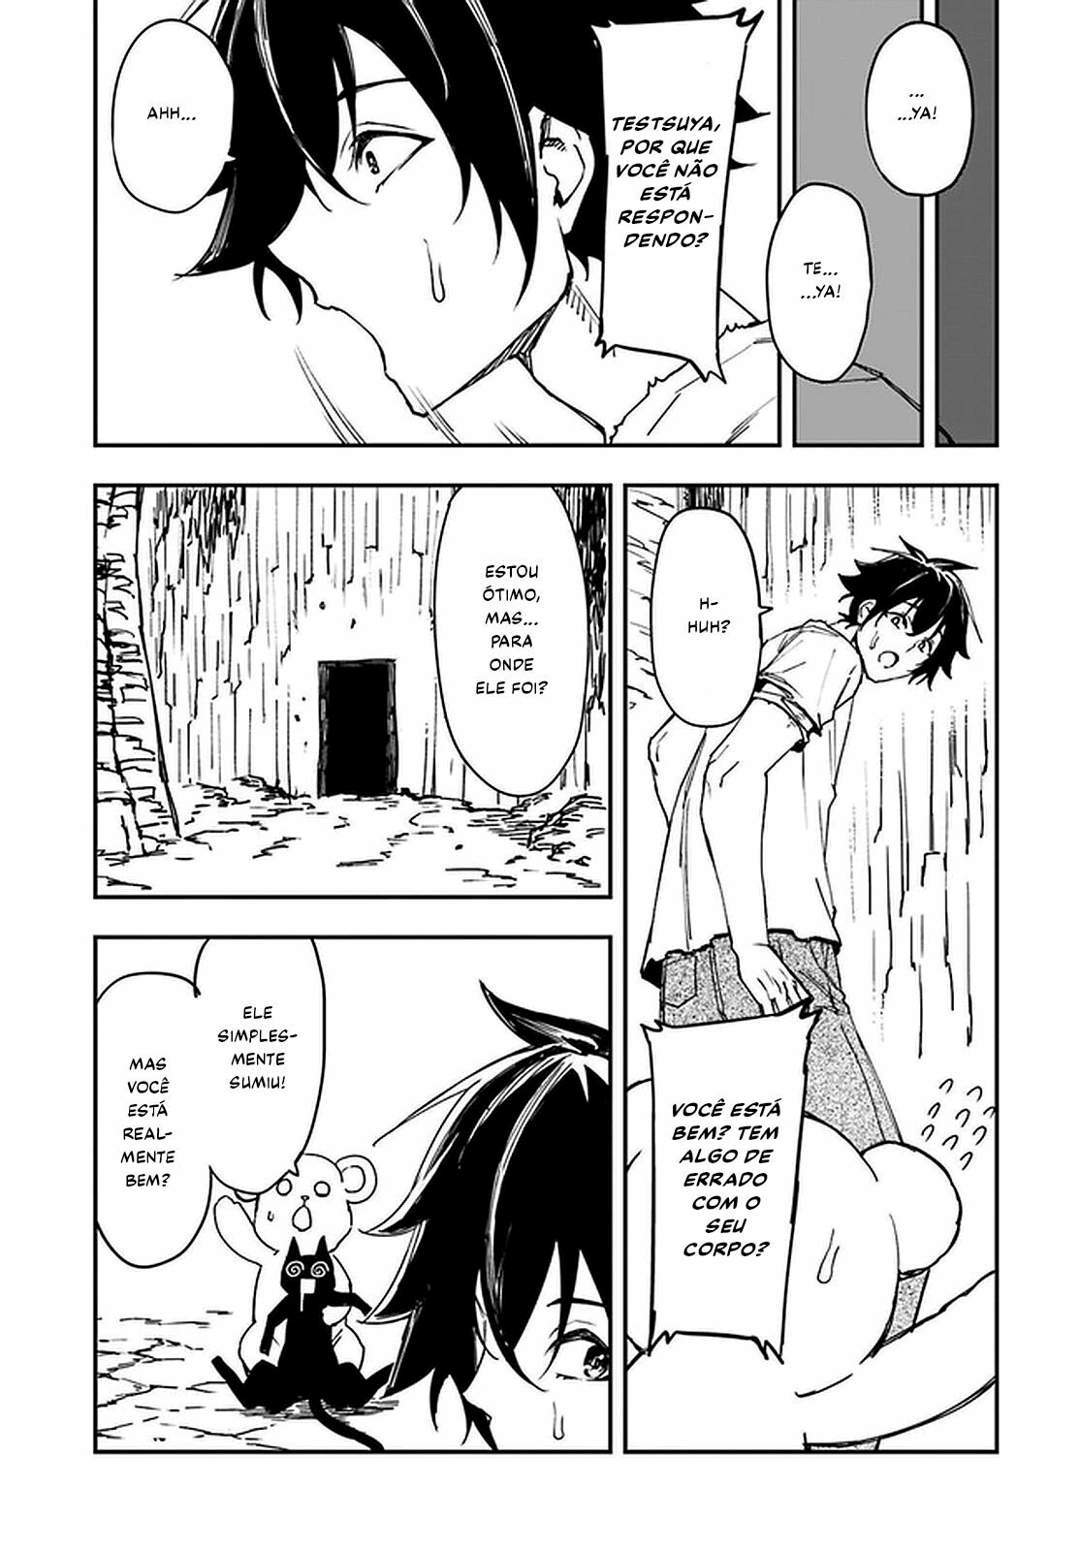 ...
...YA!
TE...
...YA!
TESTSUYA,
POR QUE
VOCÊ NÃO
ESTÁ
RESPON-
DENDO?
AHH...
H-
HUH?
VOCÊ ESTÁ
BEM? TEM
ALGO DE
ERRADO
COM O
SEU
CORPO?
ESTOU
ÓTIMO,
MAS...
PARA
ONDE
ELE FOI?
ELE
SIMPLES-
MENTE
SUMIU!
MAS
VOCÊ
ESTÁ
REAL-
MENTE
BEM?